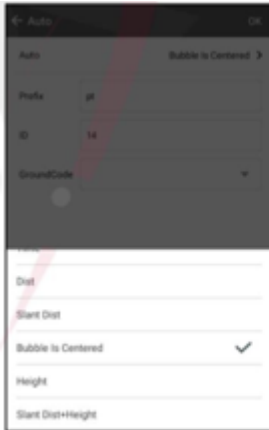 Auto OK
Auto Bubble Is Centered
Prefix pt
ID 14
GroundCode
Dist
Slant Dist
Bubble Is Centered
Height
Slant Dist+Height